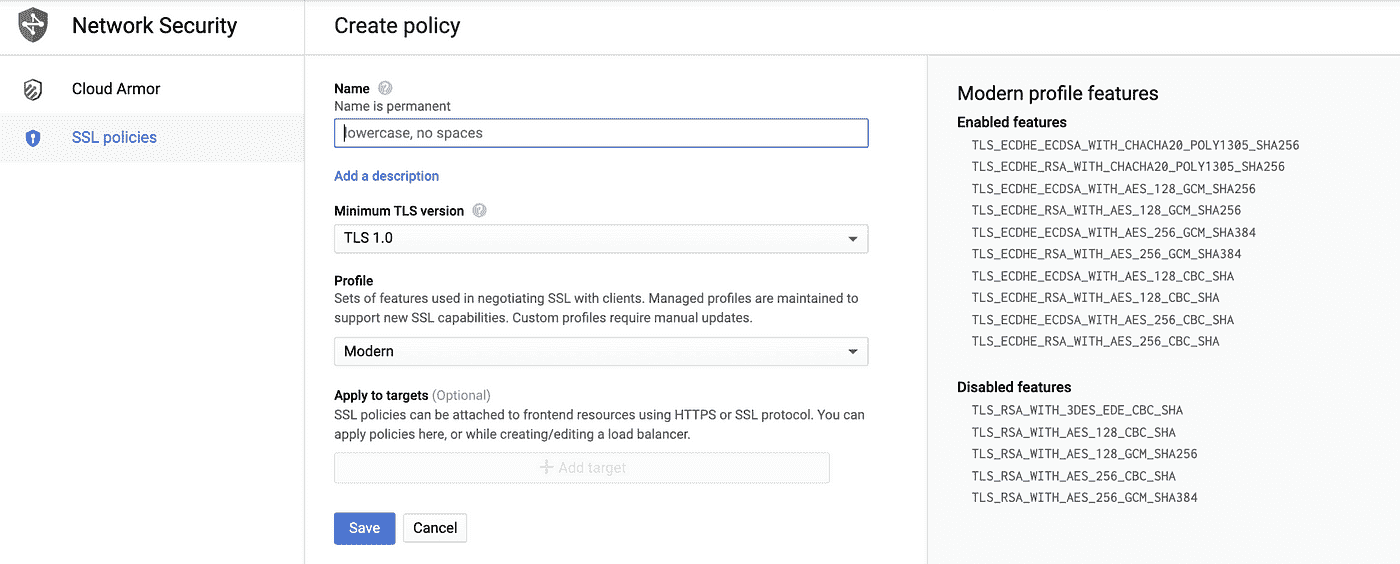 Network Security
Create policy
Cloud Armor
SSL policies
Name ?
Name is permanent
lowercase, no spaces
Add a description
Minimum TLS version ?
TLS 1.0
Profile
Sets of features used in negotiating SSL with clients. Managed profiles are maintained to
support new SSL capabilities. Custom profiles require manual updates.
Modern
Apply to targets (Optional)
SSL policies can be attached to frontend resources using HTTPS or SSL protocol. You can
apply policies here, or while creating/editing a load balancer.
+ Add target
Save
Cancel
Modern profile features
Enabled features
TLS_ECDHE_ECDSA_WITH_CHACHA20_POLY1305_SHA256
TLS_ECDHE_RSA_WITH_CHACHA20_POLY1305_SHA256
TLS_ECDHE_ECDSA_WITH_AES_128_GCM_SHA256
TLS_ECDHE_RSA_WITH_AES_128_GCM_SHA256
TLS_ECDHE_ECDSA_WITH_AES_256_GCM_SHA384
TLS_ECDHE_RSA_WITH_AES_256_GCM_SHA384
TLS_ECDHE_ECDSA_WITH_AES_128_CBC_SHA
TLS_ECDHE_RSA_WITH_AES_128_CBC_SHA
TLS_ECDHE_ECDSA_WITH_AES_256_CBC_SHA
TLS_ECDHE_RSA_WITH_AES_256_CBC_SHA
Disabled features
TLS_RSA_WITH_3DES_EDE_CBC_SHA
TLS_RSA_WITH_AES_128_CBC_SHA
TLS_RSA_WITH_AES_128_GCM_SHA256
TLS_RSA_WITH_AES_256_CBC_SHA
TLS_RSA_WITH_AES_256_GCM_SHA384